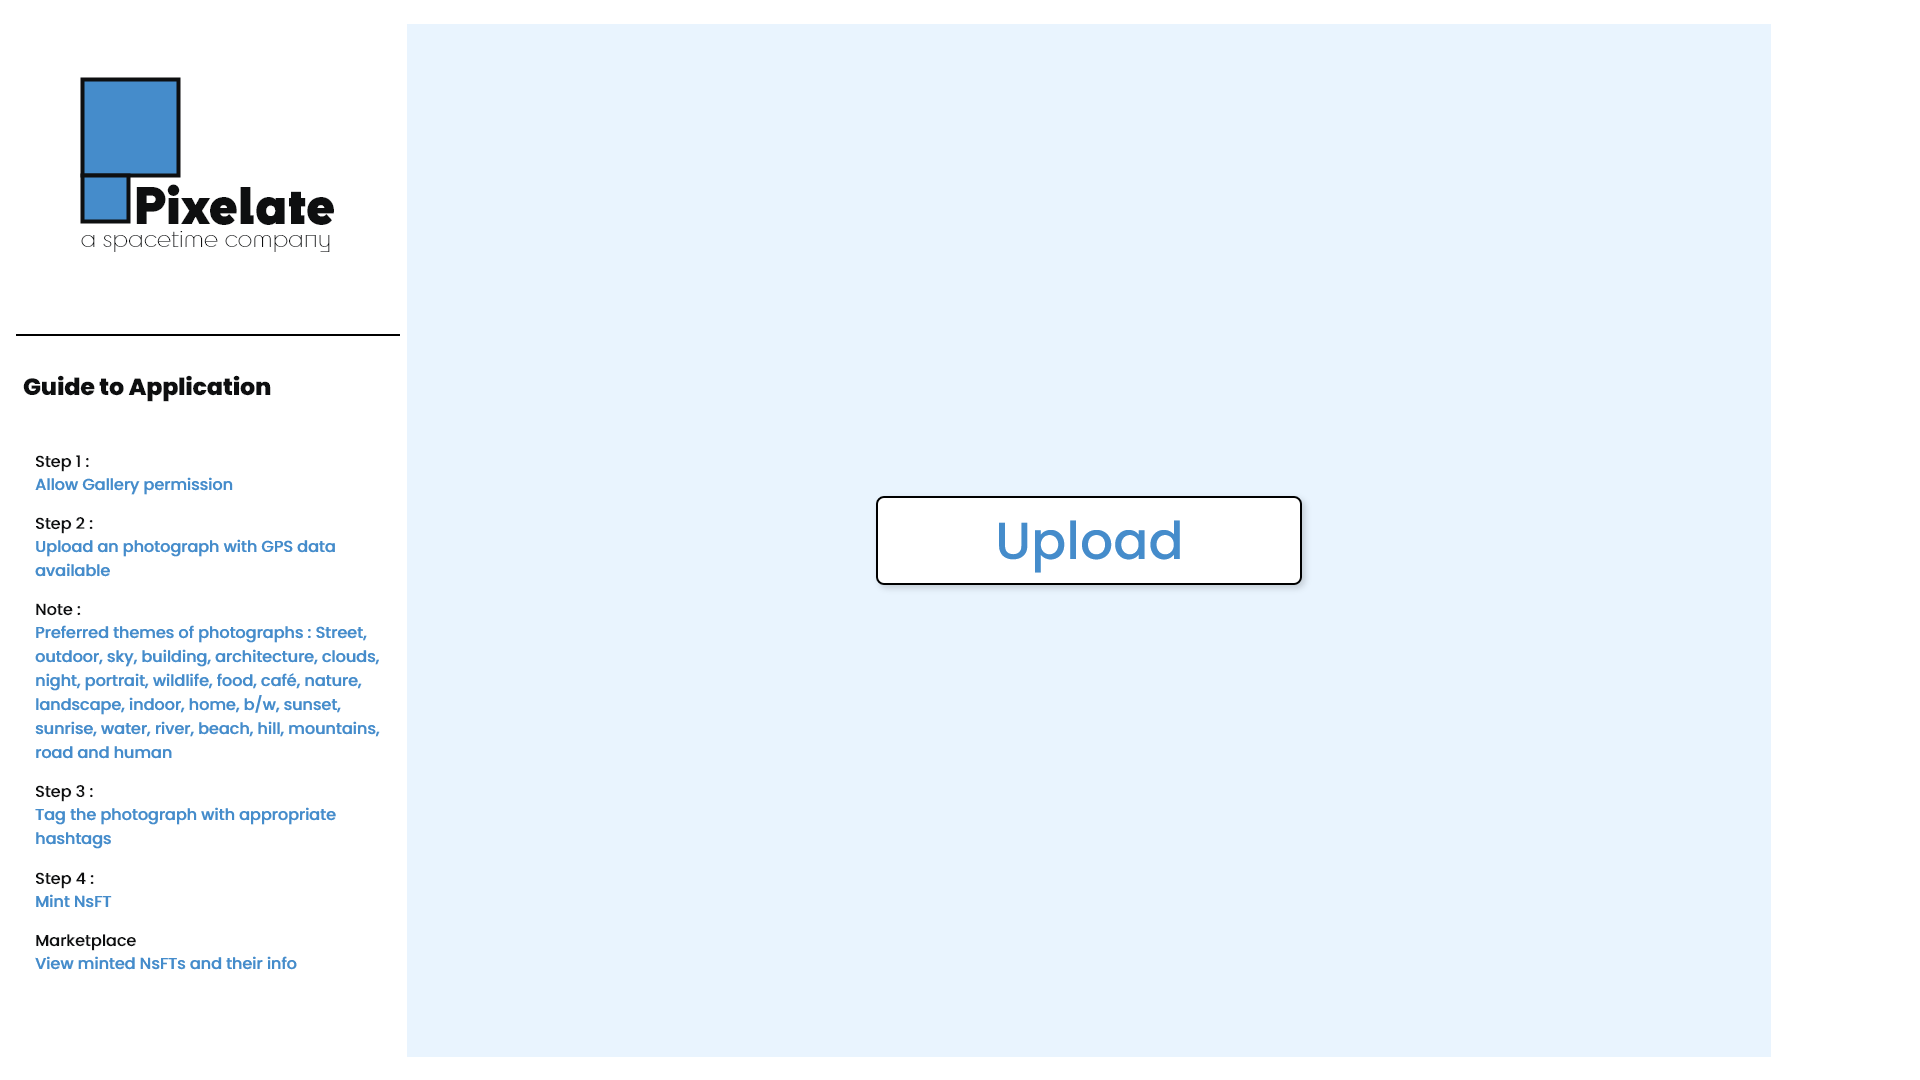 Pixelate
a spacetime company
Guide to Application
Step 1 :
Allow Gallery permission
Step 2 :
Upload an photograph with GPS data
available
Note :
Preferred themes of photographs : Street,
outdoor, sky, building, architecture, clouds,
night, portrait, wildlife, food, café, nature,
landscape, indoor, home, b/w, sunset,
sunrise, water, river, beach, hill, mountains,
road and human
Step 3 :
Tag the photograph with appropriate
hashtags
Step 4 :
Mint NsFT
Marketplace
View minted NsFTs and their info
Upload